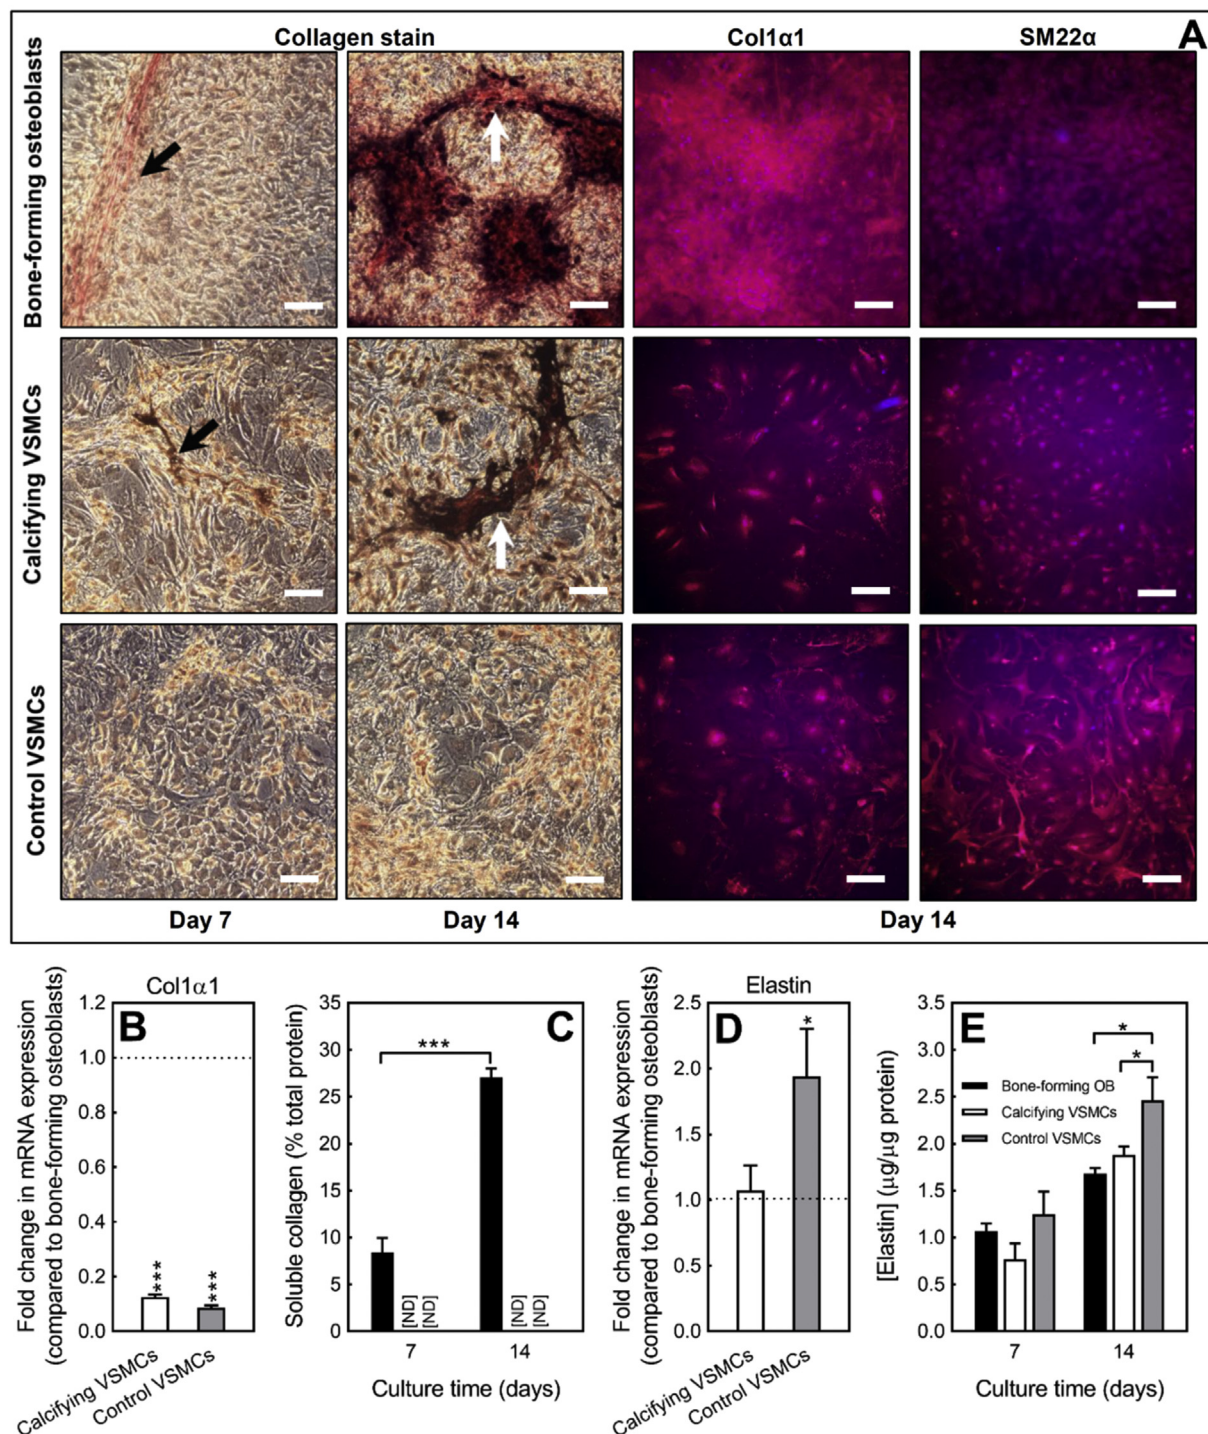 A
Collagen stain
Col1α1
SM22α
Bone-forming osteoblasts
Calcifying VSMCs
Control VSMCs
Day 7
Day 14
Day 14
B
Col1α1
Fold change in mRNA expression
(compared to bone-forming osteoblasts)
1.2
1.0
0.8
0.6
0.4
0.2
0.0
***
***
Calcifying VSMCs
Control VSMCs
C
Soluble collagen (% total protein)
35
30
25
20
15
10
5
0
***
[ND]
[ND]
[ND]
[ND]
7
14
Culture time (days)
D
Elastin
Fold change in mRNA expression
(compared to bone-forming osteoblasts)
2.5
2.0
1.5
1.0
0.5
0.0
*
Calcifying VSMCs
Control VSMCs
E
[Elastin] (µg/µg protein)
3.5
3.0
2.5
2.0
1.5
1.0
0.5
0.0
*
*
Bone-forming OB
Calcifying VSMCs
Control VSMCs
7
14
Culture time (days)